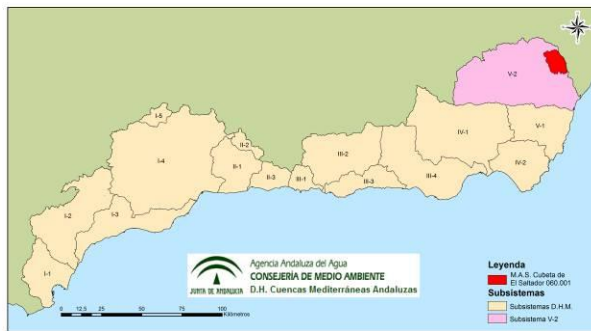 V-2
I-5
II-2
I-4
II-1
III-2
IV-1
V-1
II-3
III-1
III-3
III-4
IV-2
I-2
I-3
I-1
JUNTA DE ANDALUCIA
Agencia Andaluza del Agua
CONSEJERÍA DE MEDIO AMBIENTE
D.H. Cuencas Mediterráneas Andaluzas
Leyenda
M.A.S. Cubeta de
El Salvador 060.001
Subsistemas
Subsistemas D.H.M.
Subsistema V-2
0 12,5 25 50 75 100
Kilómetros